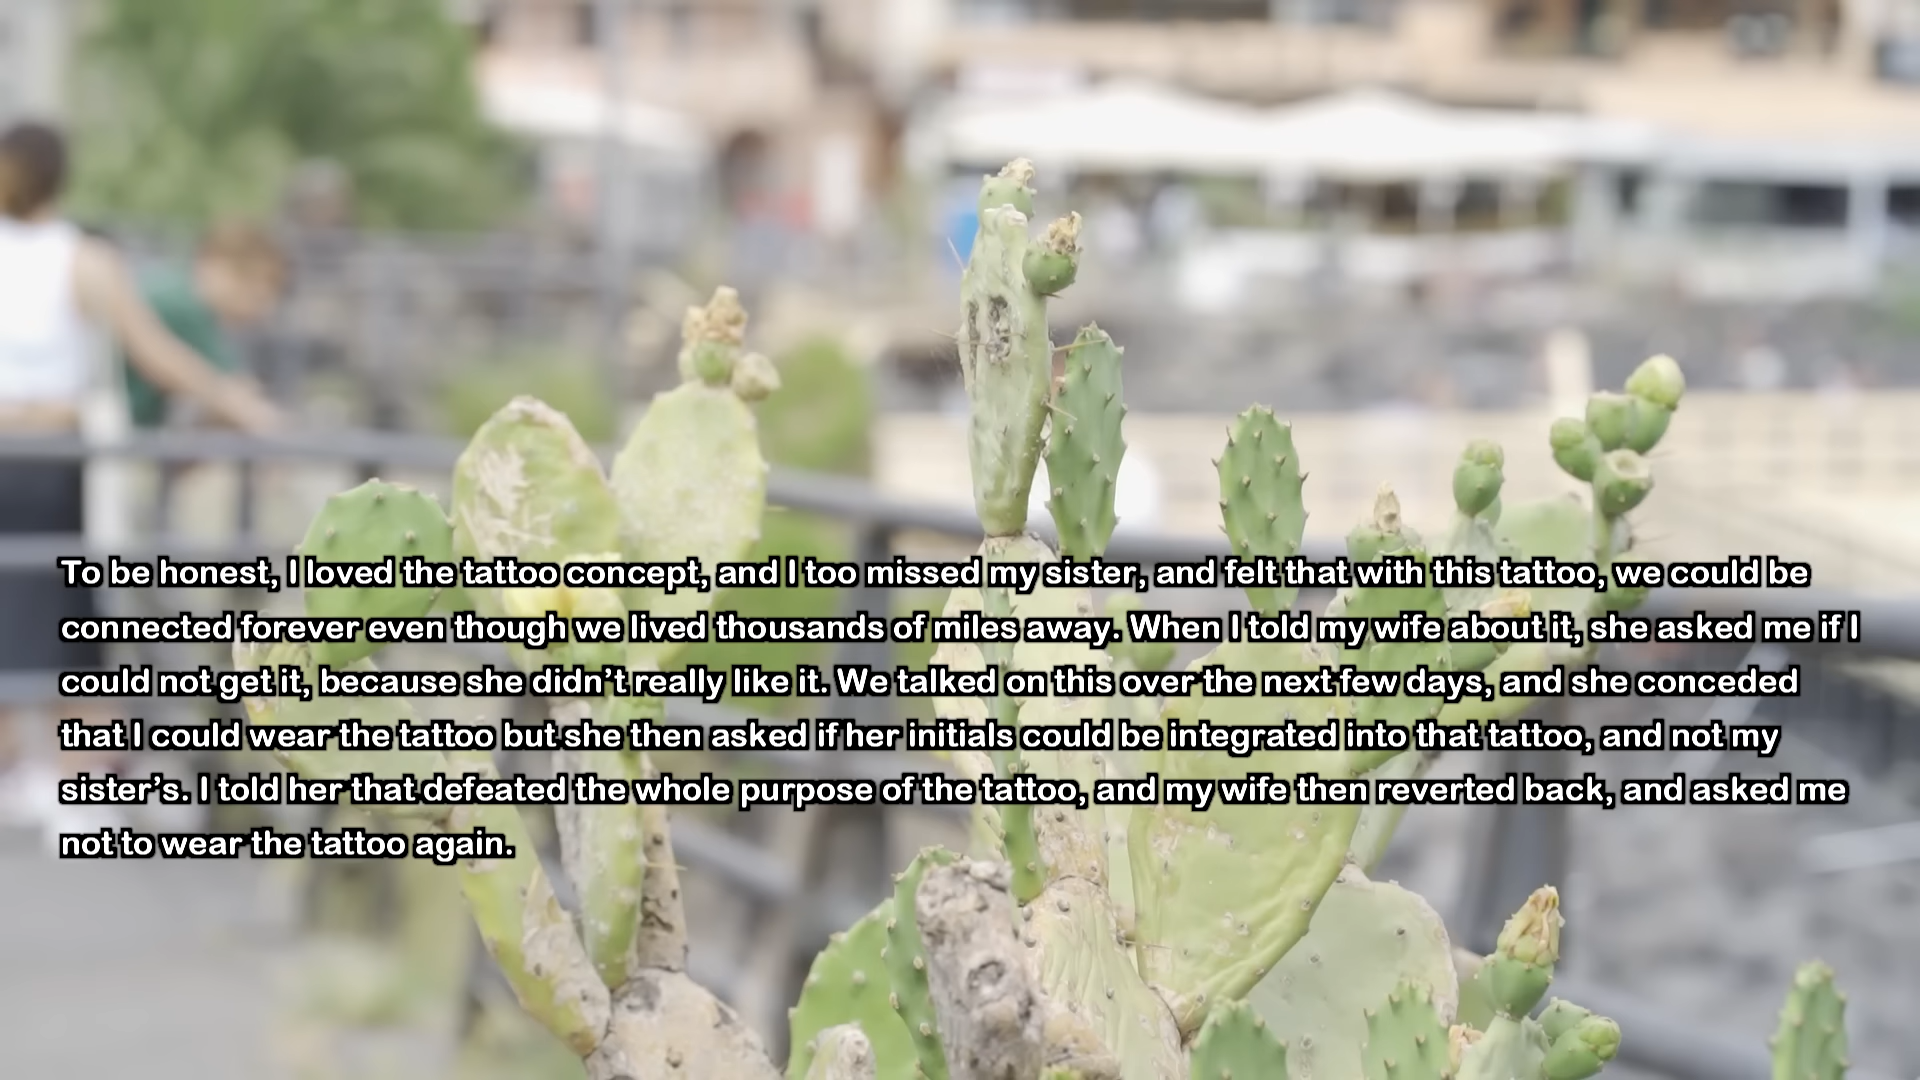 To be honest, I loved the tattoo concept, and I too missed my sister, and felt that with this tattoo, we could be
connected forever even though we lived thousands of miles away. When I told my wife about it, she asked me if I
could not get it, because she didn’t really like it. We talked on this over the next few days, and she conceded
that I could wear the tattoo but she then asked if her initials could be integrated into that tattoo, and not my
sister’s. I told her that defeated the whole purpose of the tattoo, and my wife then reverted back, and asked me
not to wear the tattoo again.